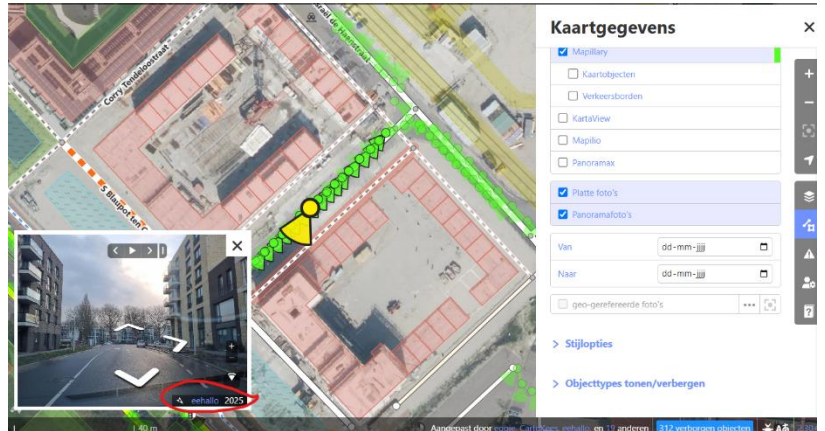 Kaartgegevens
Mapillary
Kaartobjecten
Verkeersborden
KartaView
Mapilio
Panoramax
Platte foto's
Panoramafoto's
Van
dd-mm-jjjj
Naar
dd-mm-jjjj
geo-gerefereerde foto's
Stijlopties
Objecttypes tonen/verbergen
Corry Tendeloostraat
S Blaupot ten
eehallo 2025
40 m
Aangepast door eggie, Cartoljoes, eehallo, en 19 anderen
312 verborgen objecten